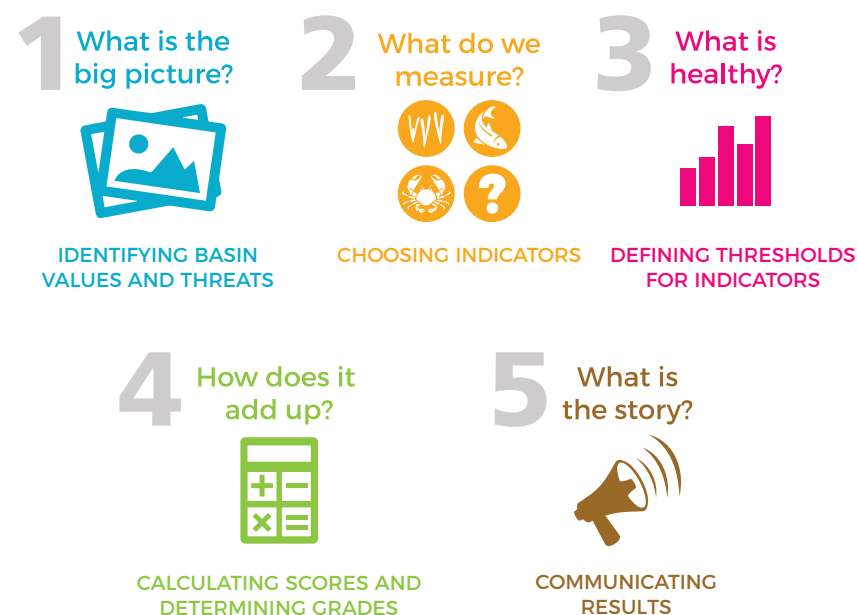 1
What is the
big picture?
IDENTIFYING BASIN
VALUES AND THREATS
2
What do we
measure?
?
CHOOSING INDICATORS
3
What is
healthy?
DEFINING THRESHOLDS
FOR INDICATORS
4
How does it
add up?
+ −
× =
CALCULATING SCORES AND
DETERMINING GRADES
5
What is
the story?
COMMUNICATING
RESULTS